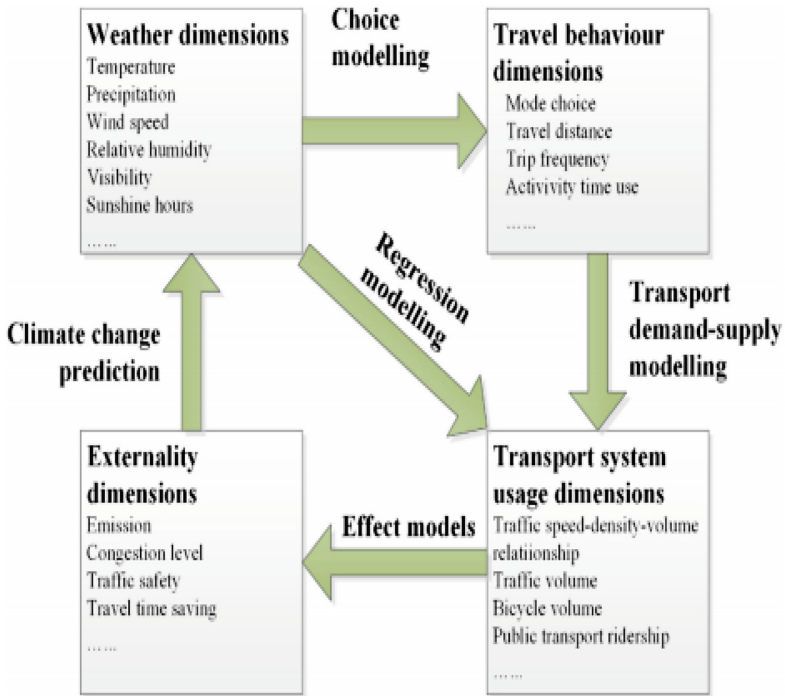 Weather dimensions
Temperature
Precipitation
Wind speed
Relative humidity
Visibility
Sunshine hours
……
Choice
modelling
Travel behaviour
dimensions
Mode choice
Travel distance
Trip frequency
Activivity time use
……
Regression
modelling
Transport
demand-supply
modelling
Climate change
prediction
Externality
dimensions
Emission
Congestion level
Traffic safety
Travel time saving
……
Effect models
Transport system
usage dimensions
Traffic speed-density-volume
relatiionship
Traffic volume
Bicycle volume
Public transport ridership
……